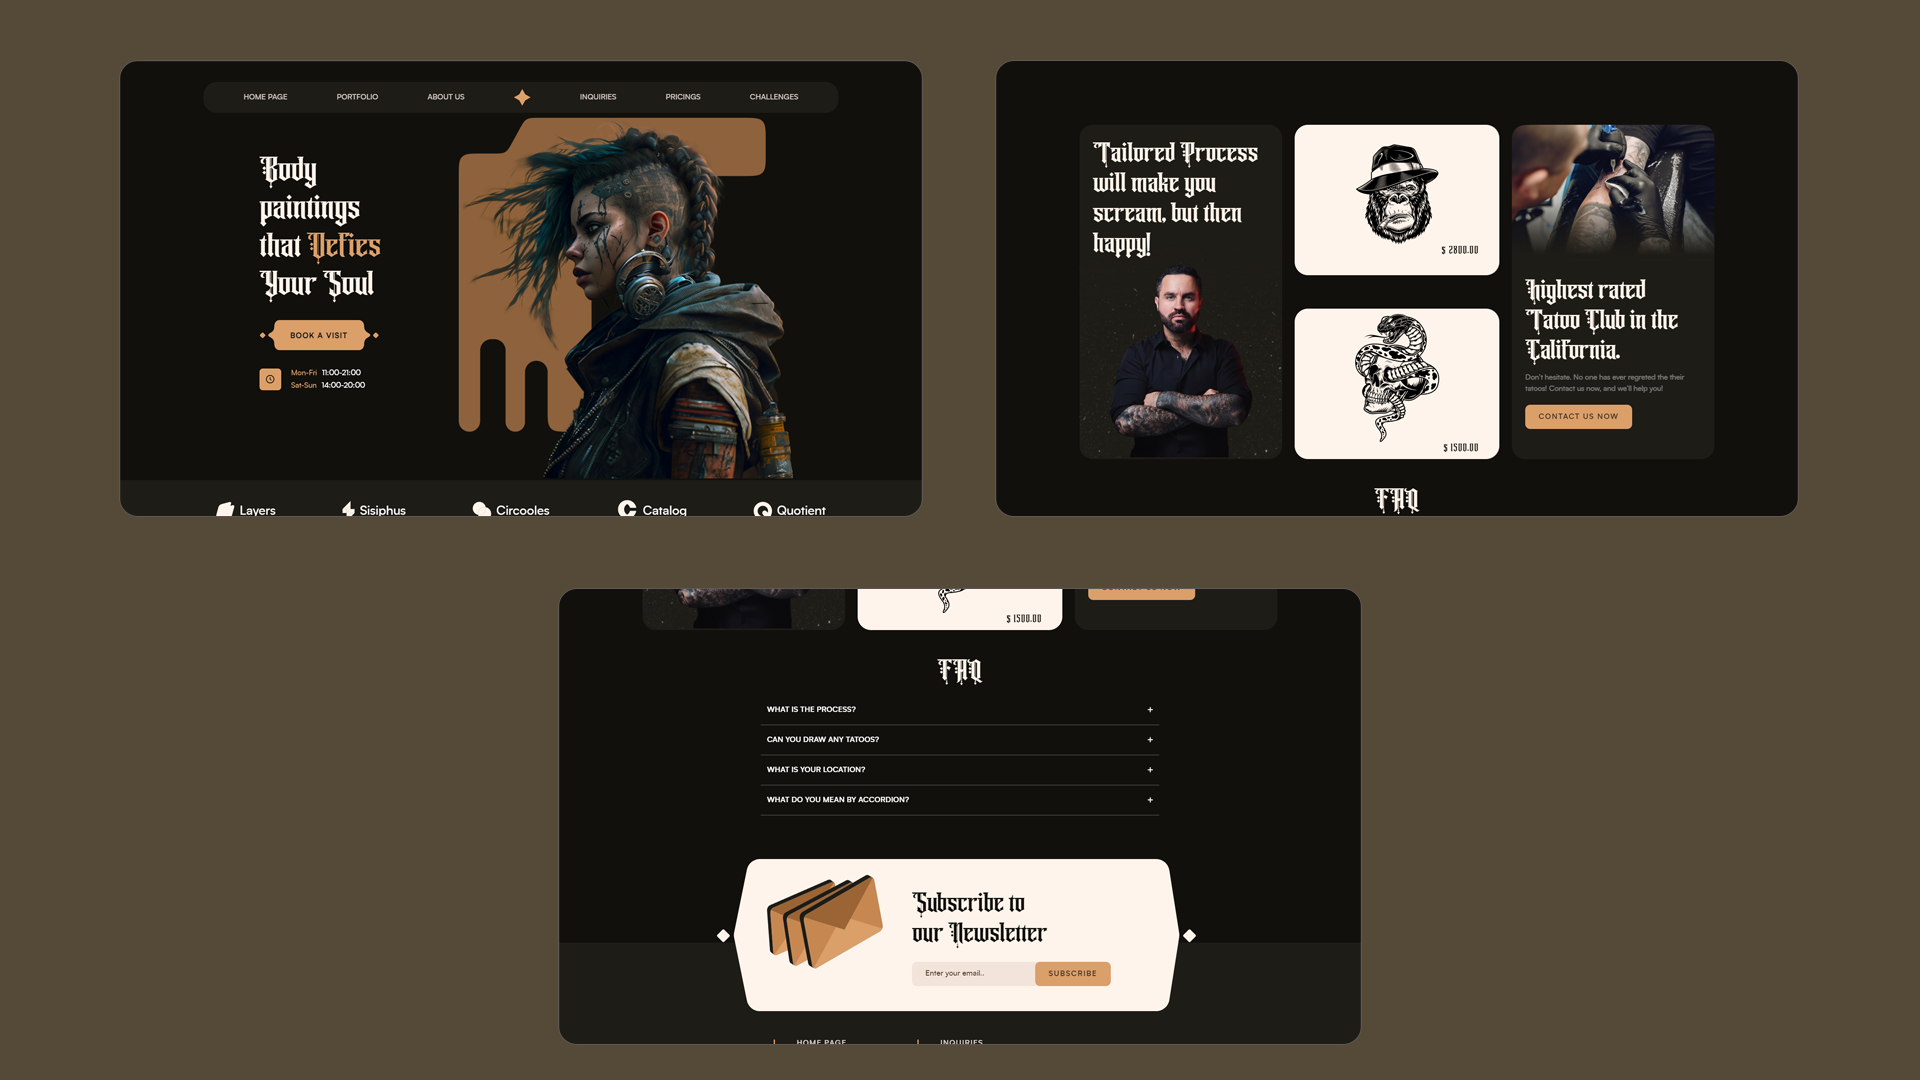 HOME PAGE PORTFOLIO ABOUT US INQUIRIES PRICINGS CHALLENGES
Body
paintings
that Defies
Your Soul
BOOK A VISIT
Mon-Fri 11:00-21:00
Sat-Sun 14:00-20:00
Layers Sisiphus Circooles Catalog Quotient
Tailored Process
will make you
scream, but then
happy!
$ 2800.00
$ 1500.00
Highest rated
Tatoo Club in the
California.
Don't hesitate. No one has ever regreted the their
tatoos! Contact us now, and we'll help you!
CONTACT US NOW
FAQ
$ 1500.00
CONTACT US NOW
FAQ
WHAT IS THE PROCESS? +
CAN YOU DRAW ANY TATOOS? +
WHAT IS YOUR LOCATION? +
WHAT DO YOU MEAN BY ACCORDION? +
Subscribe to
our Newsletter
Enter your email..
SUBSCRIBE
HOME PAGE INQUIRIES